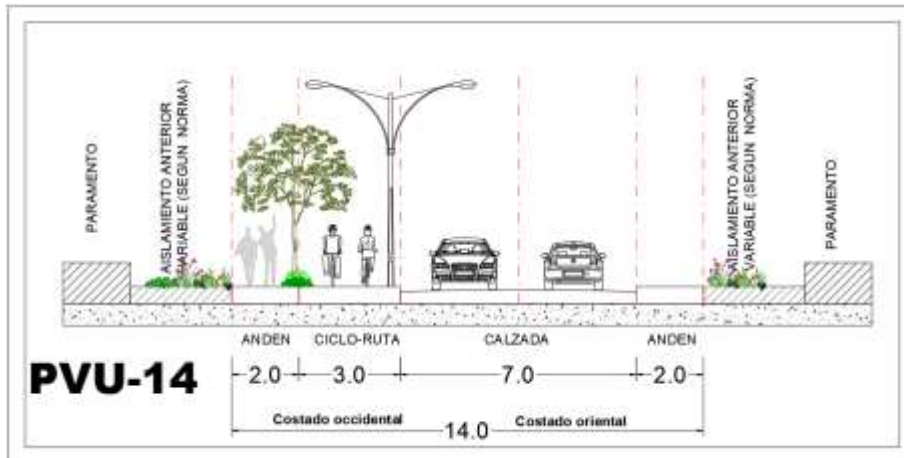 PARAMENTO
AISLAMIENTO ANTERIOR
VARIABLE (SEGUN NORMA)
AISLAMIENTO ANTERIOR
VARIABLE (SEGUN NORMA)
PARAMENTO
ANDEN CICLO-RUTA CALZADA ANDEN
PVU-14
2.0 3.0 7.0 2.0
Costado occidental Costado oriental
14.0